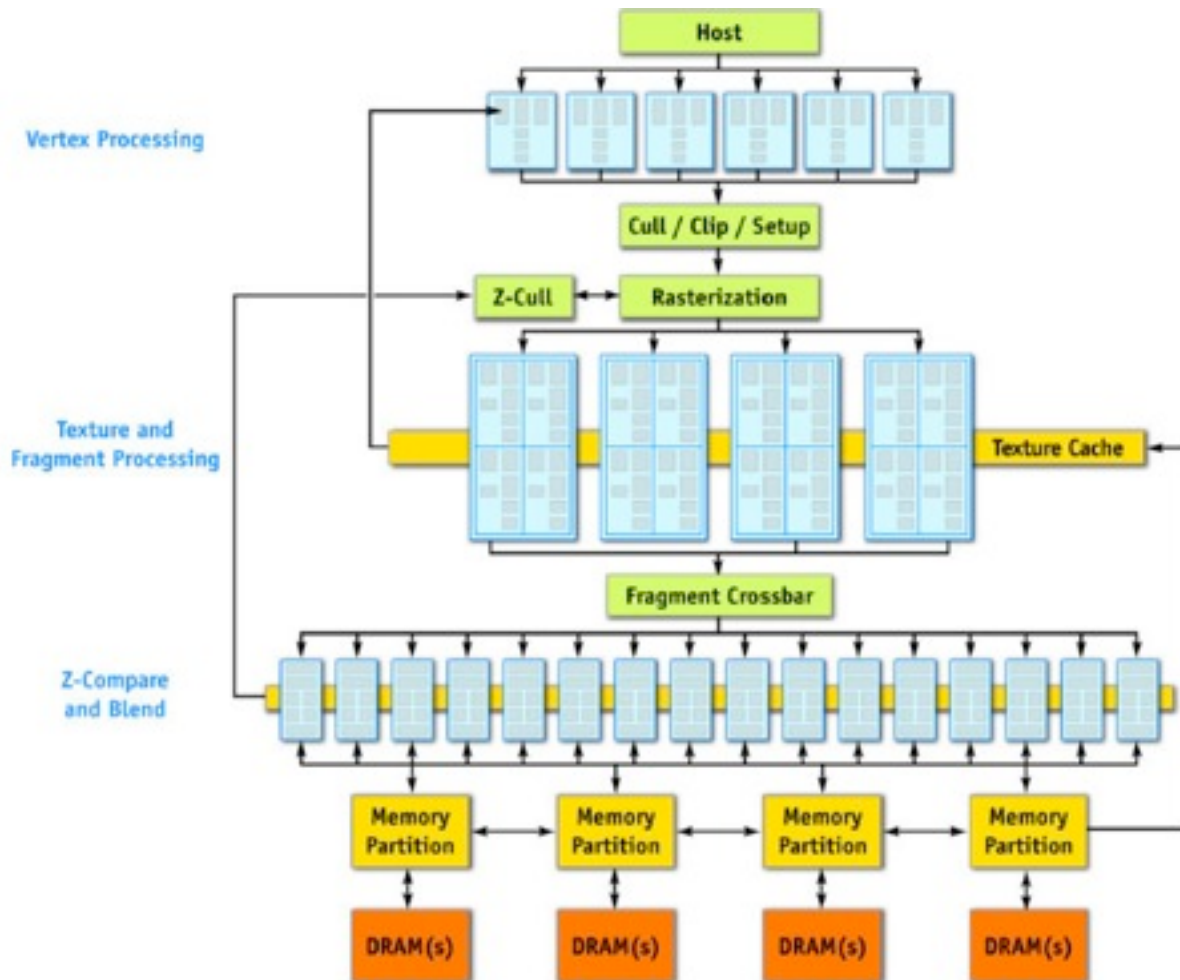 Host
Vertex Processing
Cull / Clip / Setup
Z-Cull
Rasterization
Texture and
Fragment Processing
Texture Cache
Fragment Crossbar
Z-Compare
and Blend
Memory
Partition
Memory
Partition
Memory
Partition
Memory
Partition
DRAM(s)
DRAM(s)
DRAM(s)
DRAM(s)